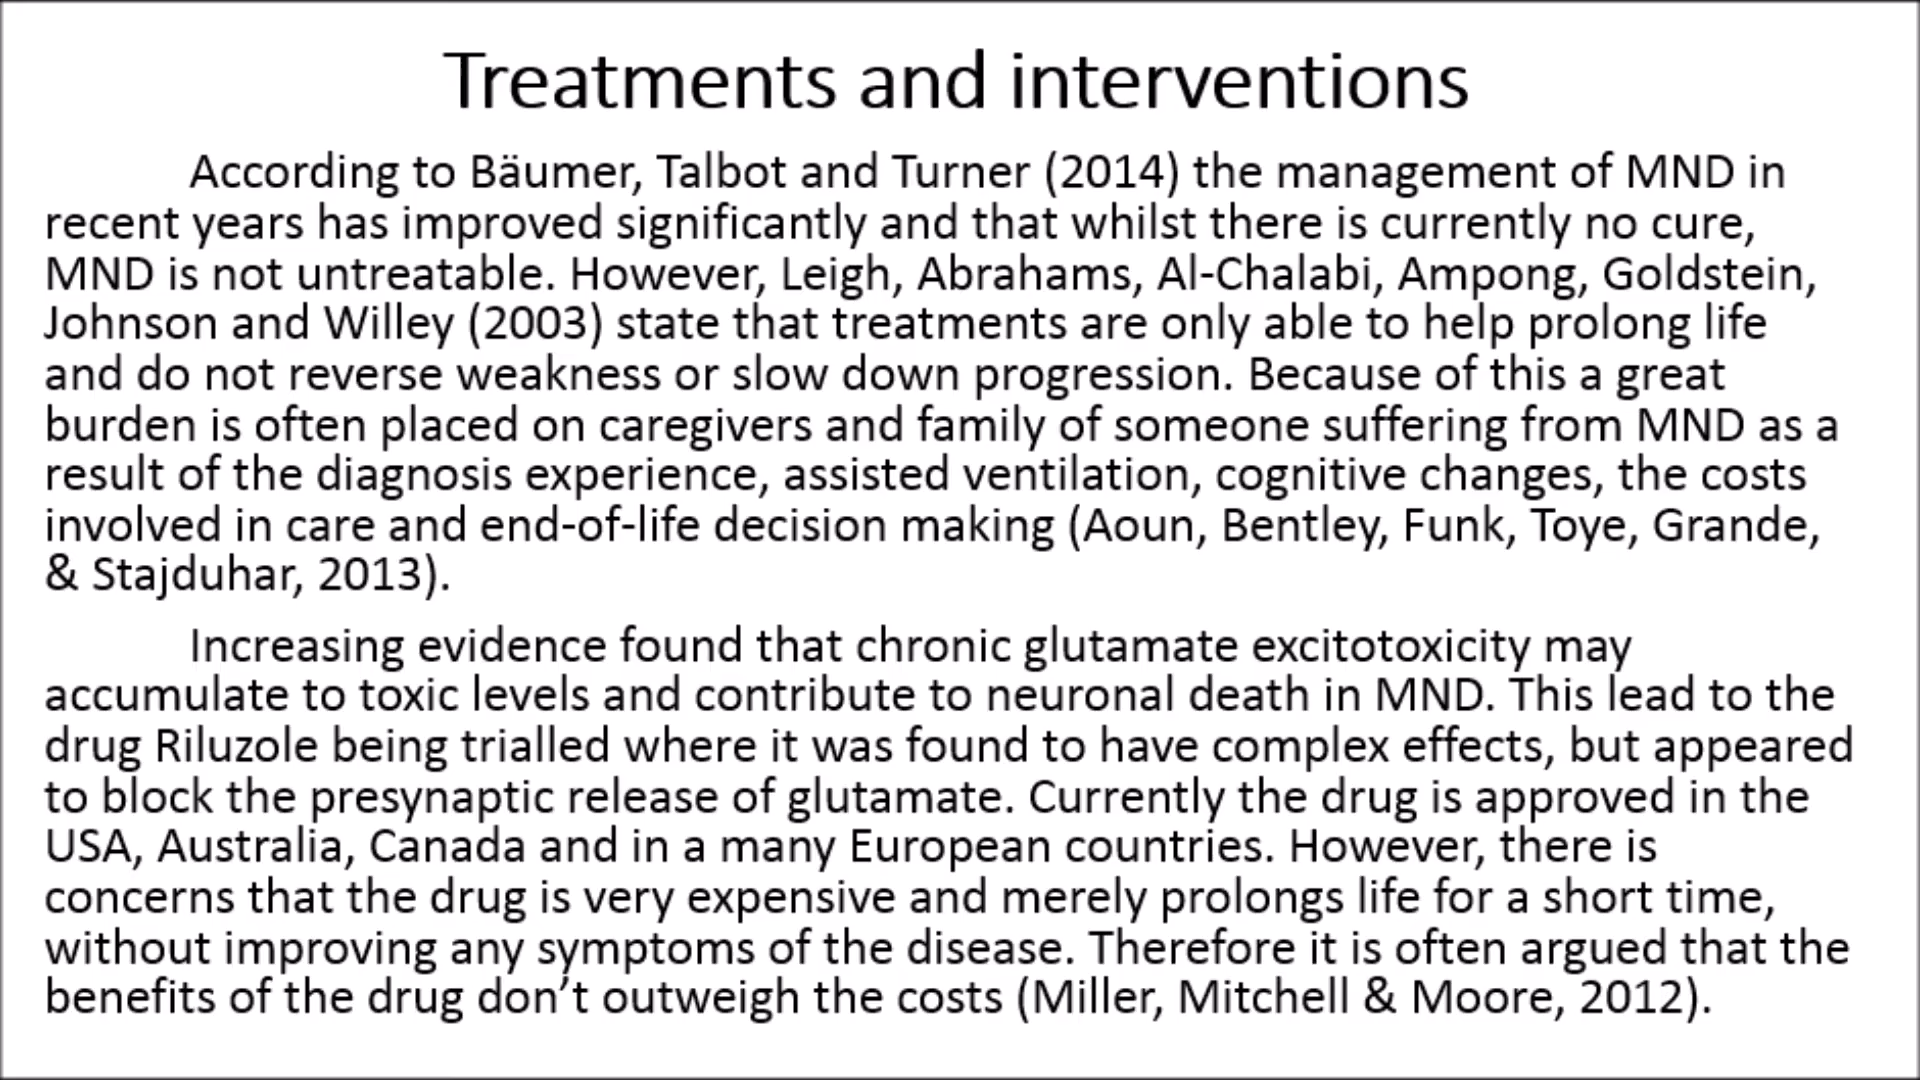 Treatments and interventions
According to Bäumer, Talbot and Turner (2014) the management of MND in
recent years has improved significantly and that whilst there is currently no cure,
MND is not untreatable. However, Leigh, Abrahams, Al-Chalabi, Ampong, Goldstein,
Johnson and Willey (2003) state that treatments are only able to help prolong life
and do not reverse weakness or slow down progression. Because of this a great
burden is often placed on caregivers and family of someone suffering from MND as a
result of the diagnosis experience, assisted ventilation, cognitive changes, the costs
involved in care and end-of-life decision making (Aoun, Bentley, Funk, Toye, Grande,
& Stajduhar, 2013).
Increasing evidence found that chronic glutamate excitotoxicity may
accumulate to toxic levels and contribute to neuronal death in MND. This lead to the
drug Riluzole being trialled where it was found to have complex effects, but appeared
to block the presynaptic release of glutamate. Currently the drug is approved in the
USA, Australia, Canada and in a many European countries. However, there is
concerns that the drug is very expensive and merely prolongs life for a short time,
without improving any symptoms of the disease. Therefore it is often argued that the
benefits of the drug don’t outweigh the costs (Miller, Mitchell & Moore, 2012).